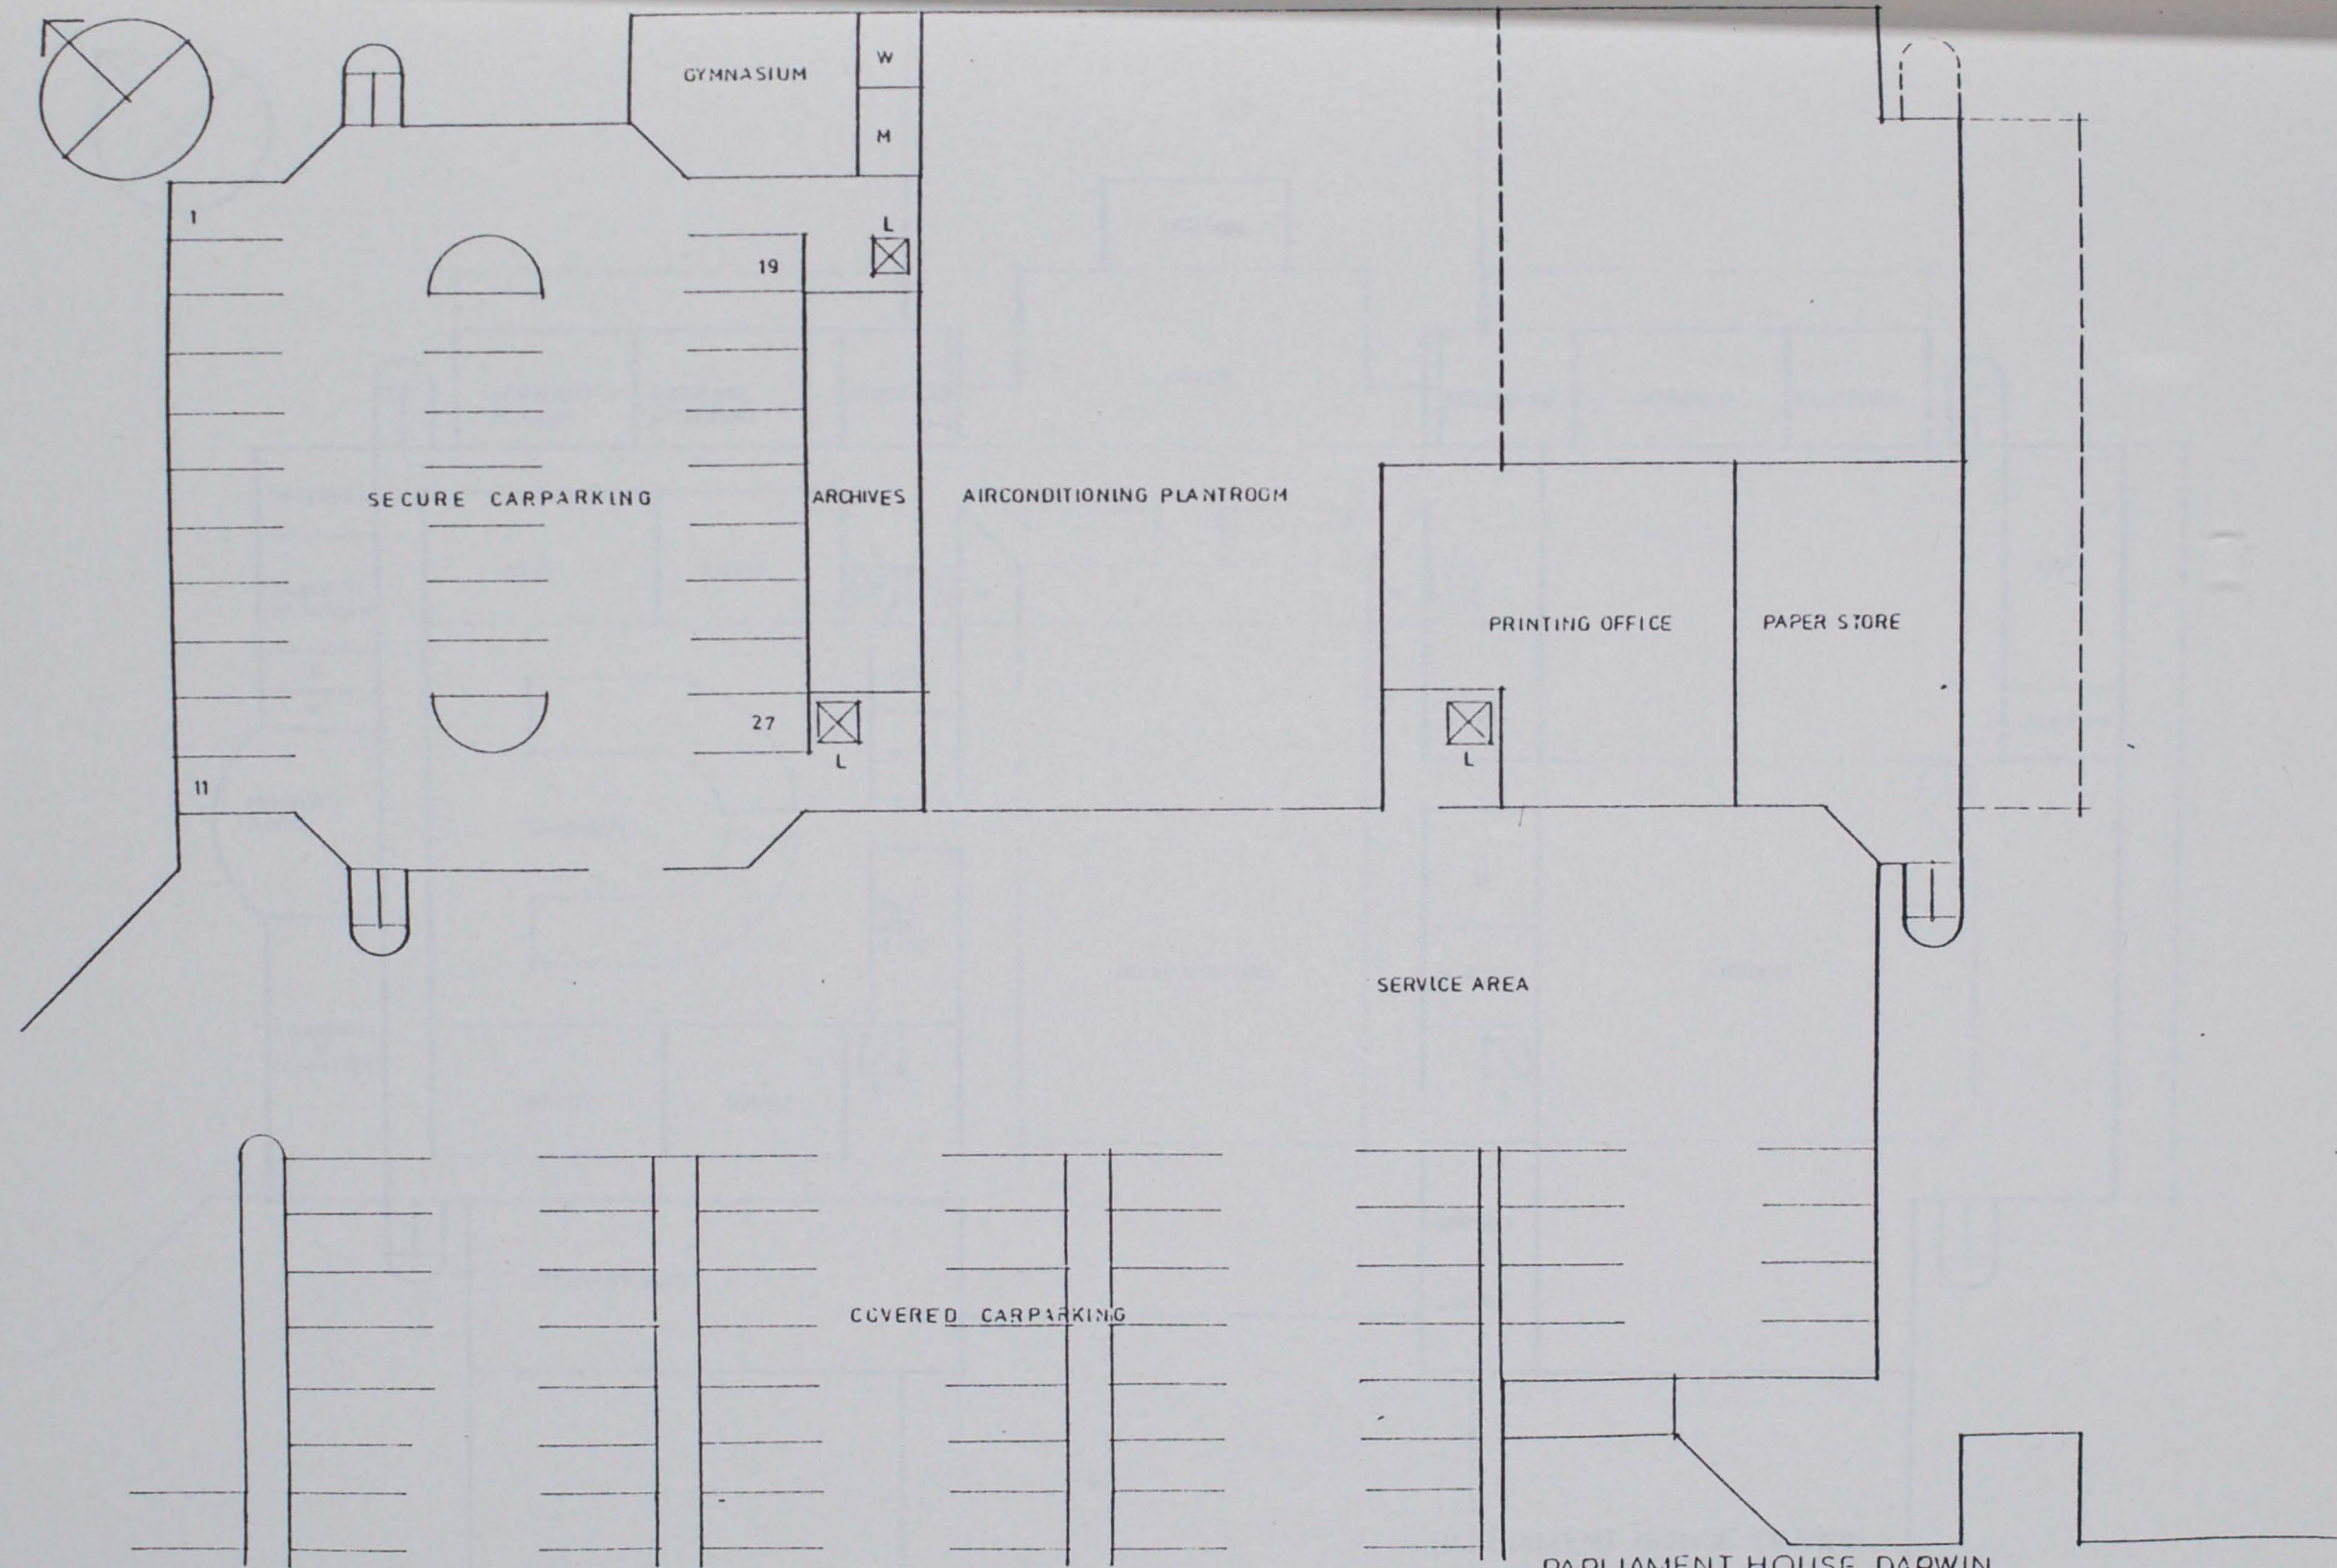 GYMNASIUM
W
M
1
L
19
SECURE CARPARKING
ARCHIVES
AIRCONDITIONING PLANTROOM
PRINTING OFFICE
PAPER STORE
27
L
L
11
SERVICE AREA
COVERED CARPARKING
PARLIAMENT HOUSE DARWIN